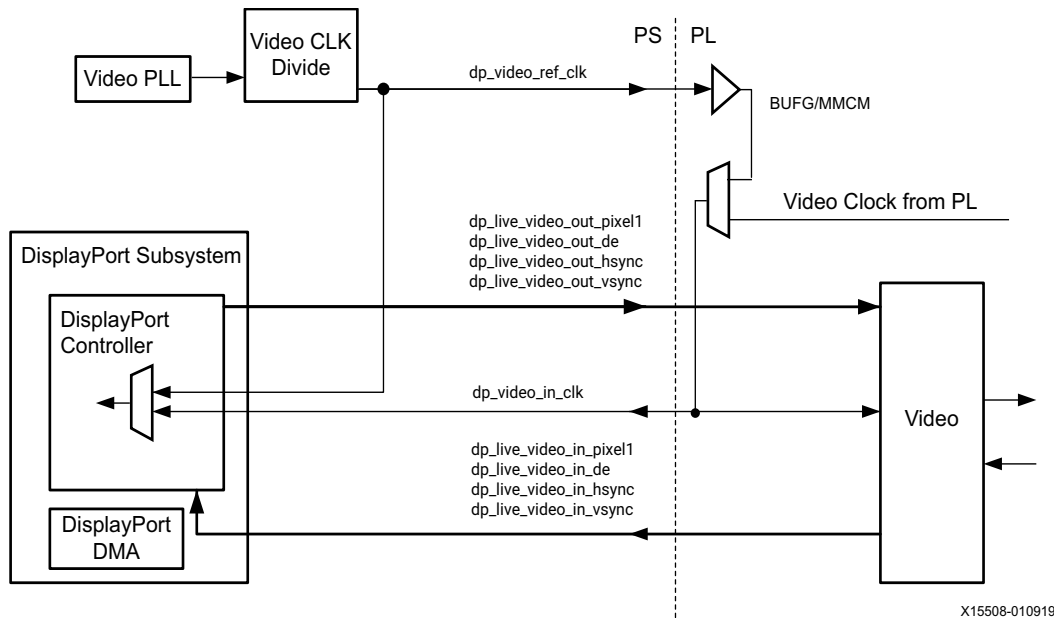 Video CLK
Divide
PS
PL
Video PLL
dp_video_ref_clk
BUFG/MMCM
Video Clock from PL
dp_live_video_out_pixel1
dp_live_video_out_de
dp_live_video_out_hsync
dp_live_video_out_vsync
DisplayPort Subsystem
DisplayPort
Controller
dp_video_in_clk
Video
dp_live_video_in_pixel1
dp_live_video_in_de
dp_live_video_in_hsync
dp_live_video_in_vsync
DisplayPort
DMA
X15508-010919